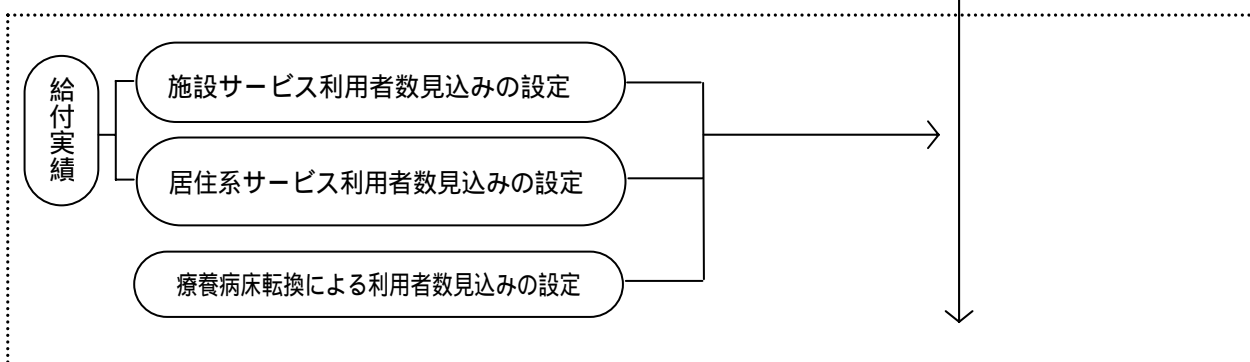 給付実績
施設サービス利用者数見込みの設定
居住系サービス利用者数見込みの設定
療養病床転換による利用者数見込みの設定